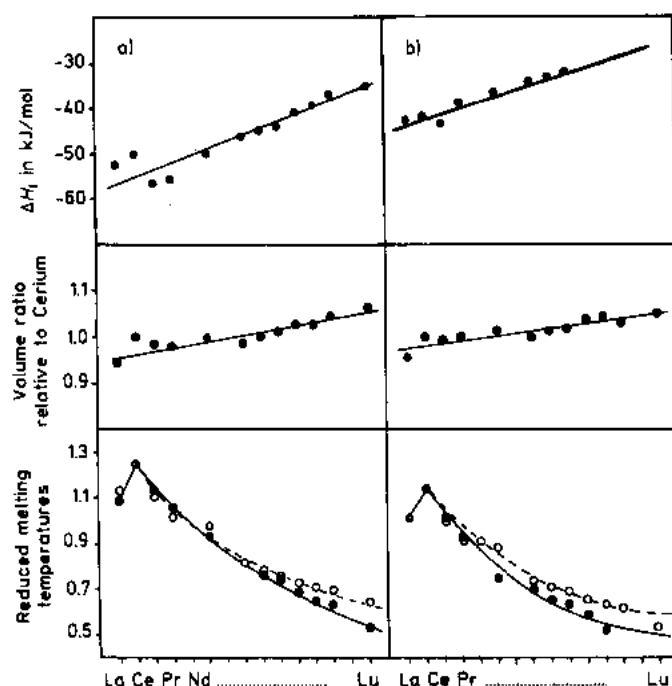 a)
b)
-30
-40
-50
-60
ΔHf in kJ/mol
1.1
1.0
0.9
Volume ratio
relative to Cerium
1.3
1.1
0.9
0.7
0.5
Reduced melting
temperatures
La Ce Pr Nd .................... Lu
La Ce Pr ........................ Lu